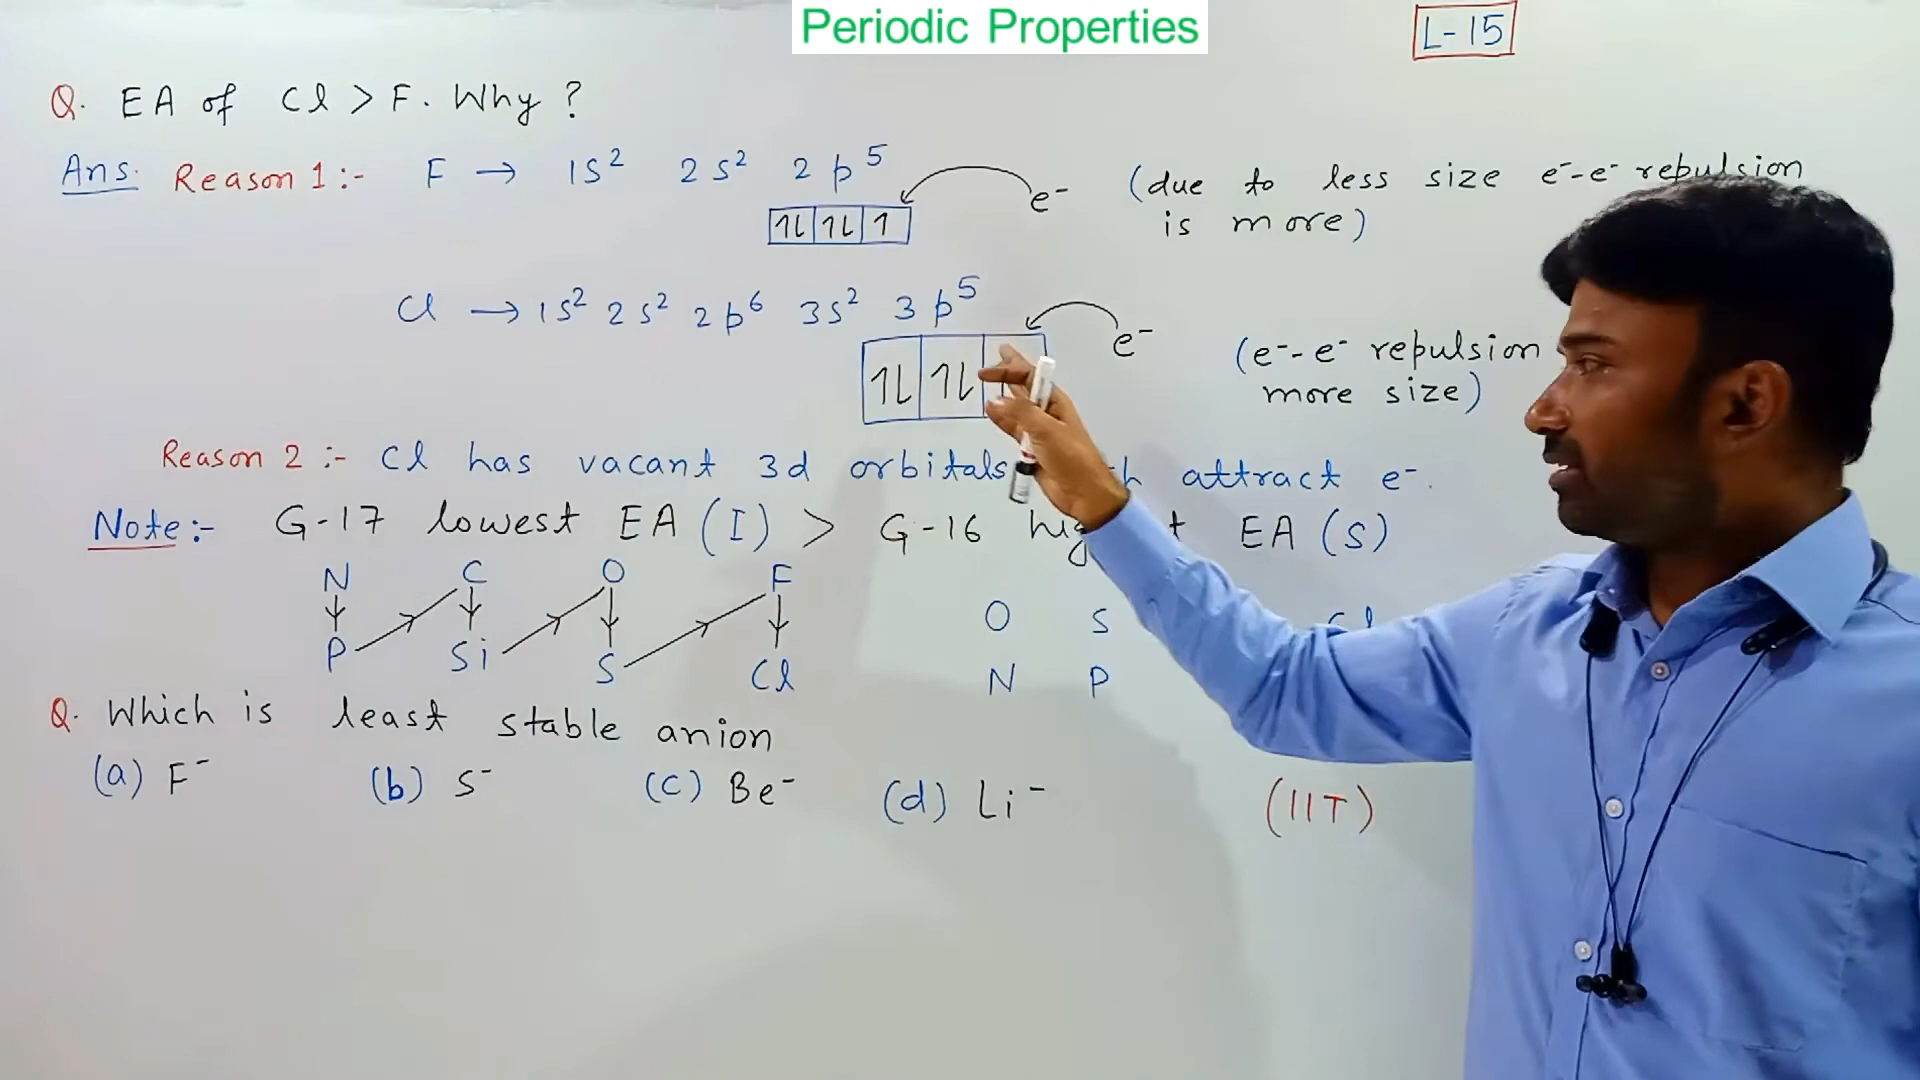 Periodic Properties
L-15
Q. EA of Cl > F. Why ?
Ans. Reason 1 :- F → 1s² 2s² 2p⁵ e⁻ (due to less size e⁻-e⁻ repulsion
is more)
Cl → 1s² 2s² 2p⁶ 3s² 3p⁵ e⁻ (e⁻-e⁻ repulsion
more size)
Reason 2 :- Cl has vacant 3d orbitals attract e⁻.
Note :- G-17 lowest EA (I) > G-16 EA (S)
N C O F
O S Cl
P Si S Cl
N P
Q. Which is least stable anion
(a) F⁻ (b) S⁻ (c) Be⁻ (d) Li⁻ (IIT)